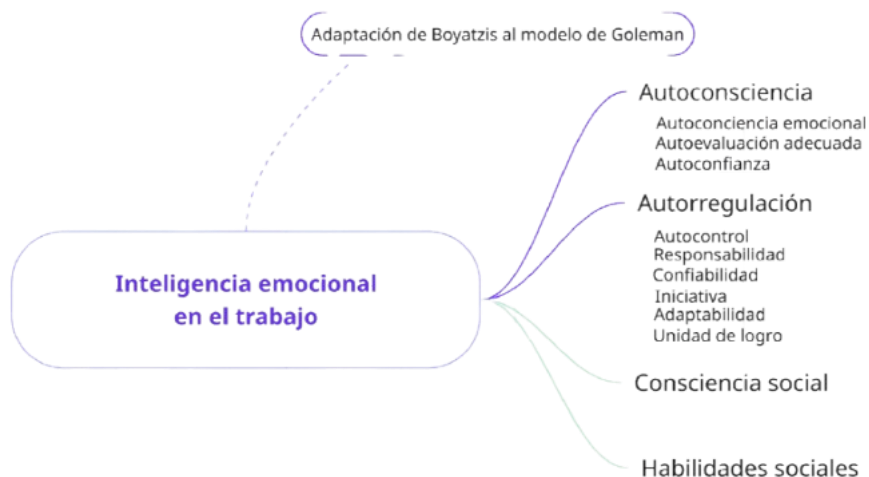 Adaptación de Boyatzis al modelo de Goleman
Inteligencia emocional
en el trabajo
Autoconsciencia
Autoconciencia emocional
Autoevaluación adecuada
Autoconfianza
Autorregulación
Autocontrol
Responsabilidad
Confiabilidad
Iniciativa
Adaptabilidad
Unidad de logro
Consciencia social
Habilidades sociales